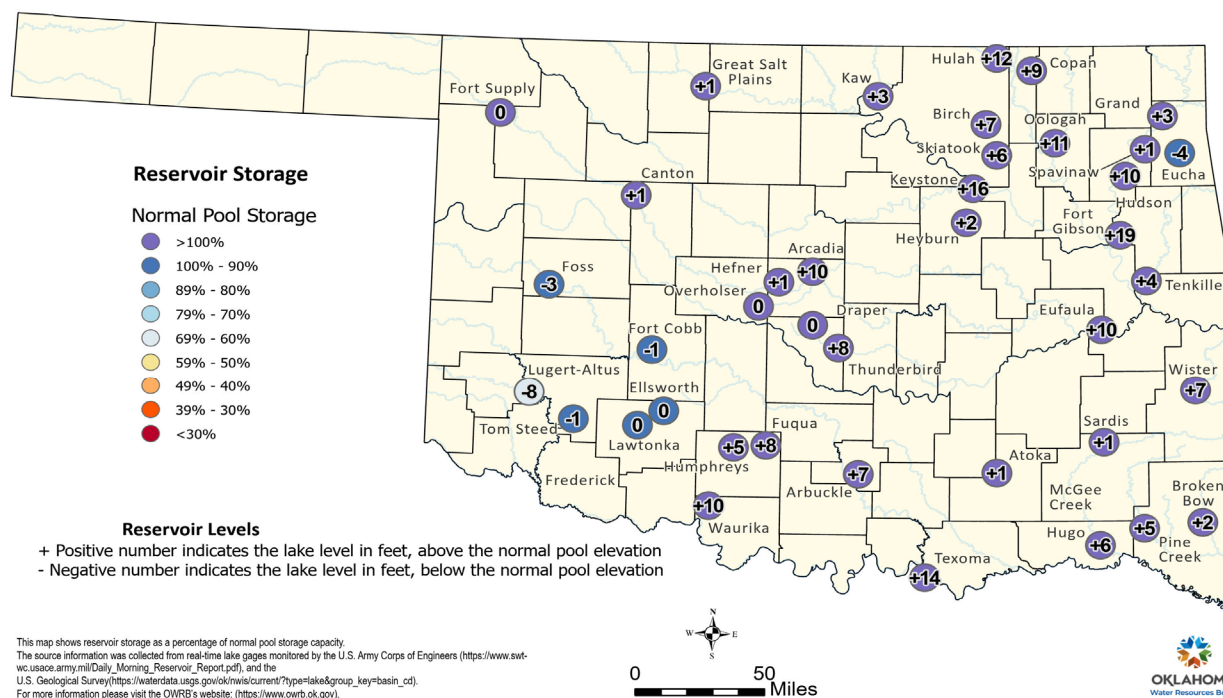 Hulah
+12
Copan
+9
Great Salt
Plains
+1
Kaw
+3
Fort Supply
0
Grand
+3
Birch
+7
Oologah
+11
Skiatook
+6
Spavinaw
+1
-4
Eucha
Canton
+1
Keystone
+16
+10
Hudson
Heyburn
+2
Fort
Gibson
+19
Reservoir Storage
Normal Pool Storage
>100%
100% - 90%
89% - 80%
79% - 70%
69% - 60%
59% - 50%
49% - 40%
39% - 30%
<30%
Foss
-3
Arcadia
+10
Hefner
+1
Overholser
0
Draper
0
+8
Thunderbird
+4
Tenkille
Eufaula
+10
Fort Cobb
-1
Lugert-Altus
-8
Ellsworth
0
Tom Steed
-1
0
Lawtonka
Wister
+7
Sardis
+1
Fuqua
+8
+5
Humphreys
Frederick
Arbuckle
+7
Atoka
+1
McGee
Creek
Broken
Bow
+2
+10
Waurika
Hugo
+6
+5
Pine
Creek
Texoma
+14
Reservoir Levels
+ Positive number indicates the lake level in feet, above the normal pool elevation
- Negative number indicates the lake level in feet, below the normal pool elevation
N
W E
S
0 50
Miles
This map shows reservoir storage as a percentage of normal pool storage capacity.
The source information was collected from real-time lake gages monitored by the U.S. Army Corps of Engineers (https://www.swt-
wc.usace.army.mil/Daily_Morning_Reservoir_Report.pdf), and the
U.S. Geological Survey(https://waterdata.usgs.gov/ok/nwis/current/?type=lake&group_key=basin_cd).
For more information please visit the OWRB's website: (https://www.owrb.ok.gov).
OKLAHOM
Water Resources B